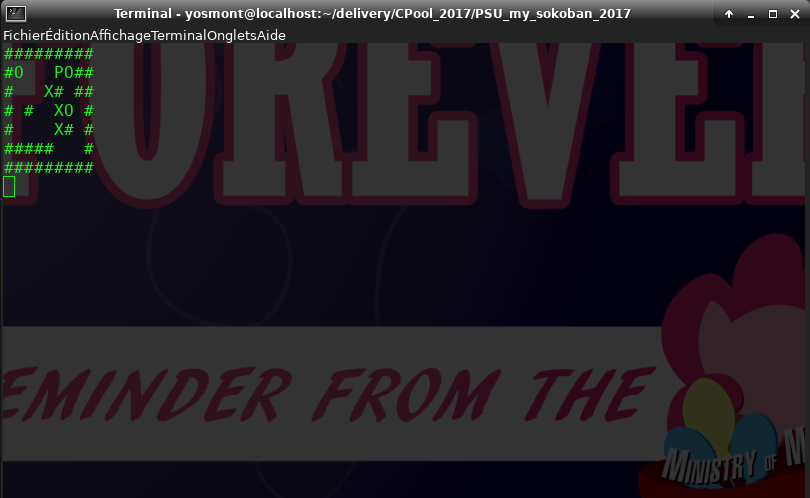 Terminal - yosmont@localhost:~/delivery/CPool_2017/PSU_my_sokoban_2017
FichierÉditionAffichageTerminalOngletsAide
#########
#O   PO##
#   X# ##
# #  XO #
#    X# #
#####   #
#########
OREVE
EMINDER FROM THE
MINISTRY OF M